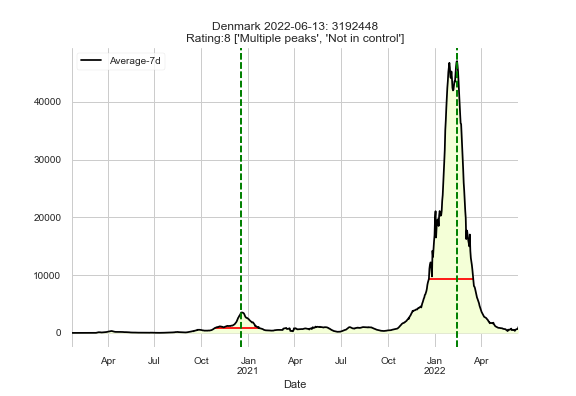 Denmark 2022-06-13: 3192448
Rating:8 ['Multiple peaks', 'Not in control']
Average-7d
40000
30000
20000
10000
0
Apr Jul Oct Jan Apr Jul Oct Jan Apr
2021 2022
Date